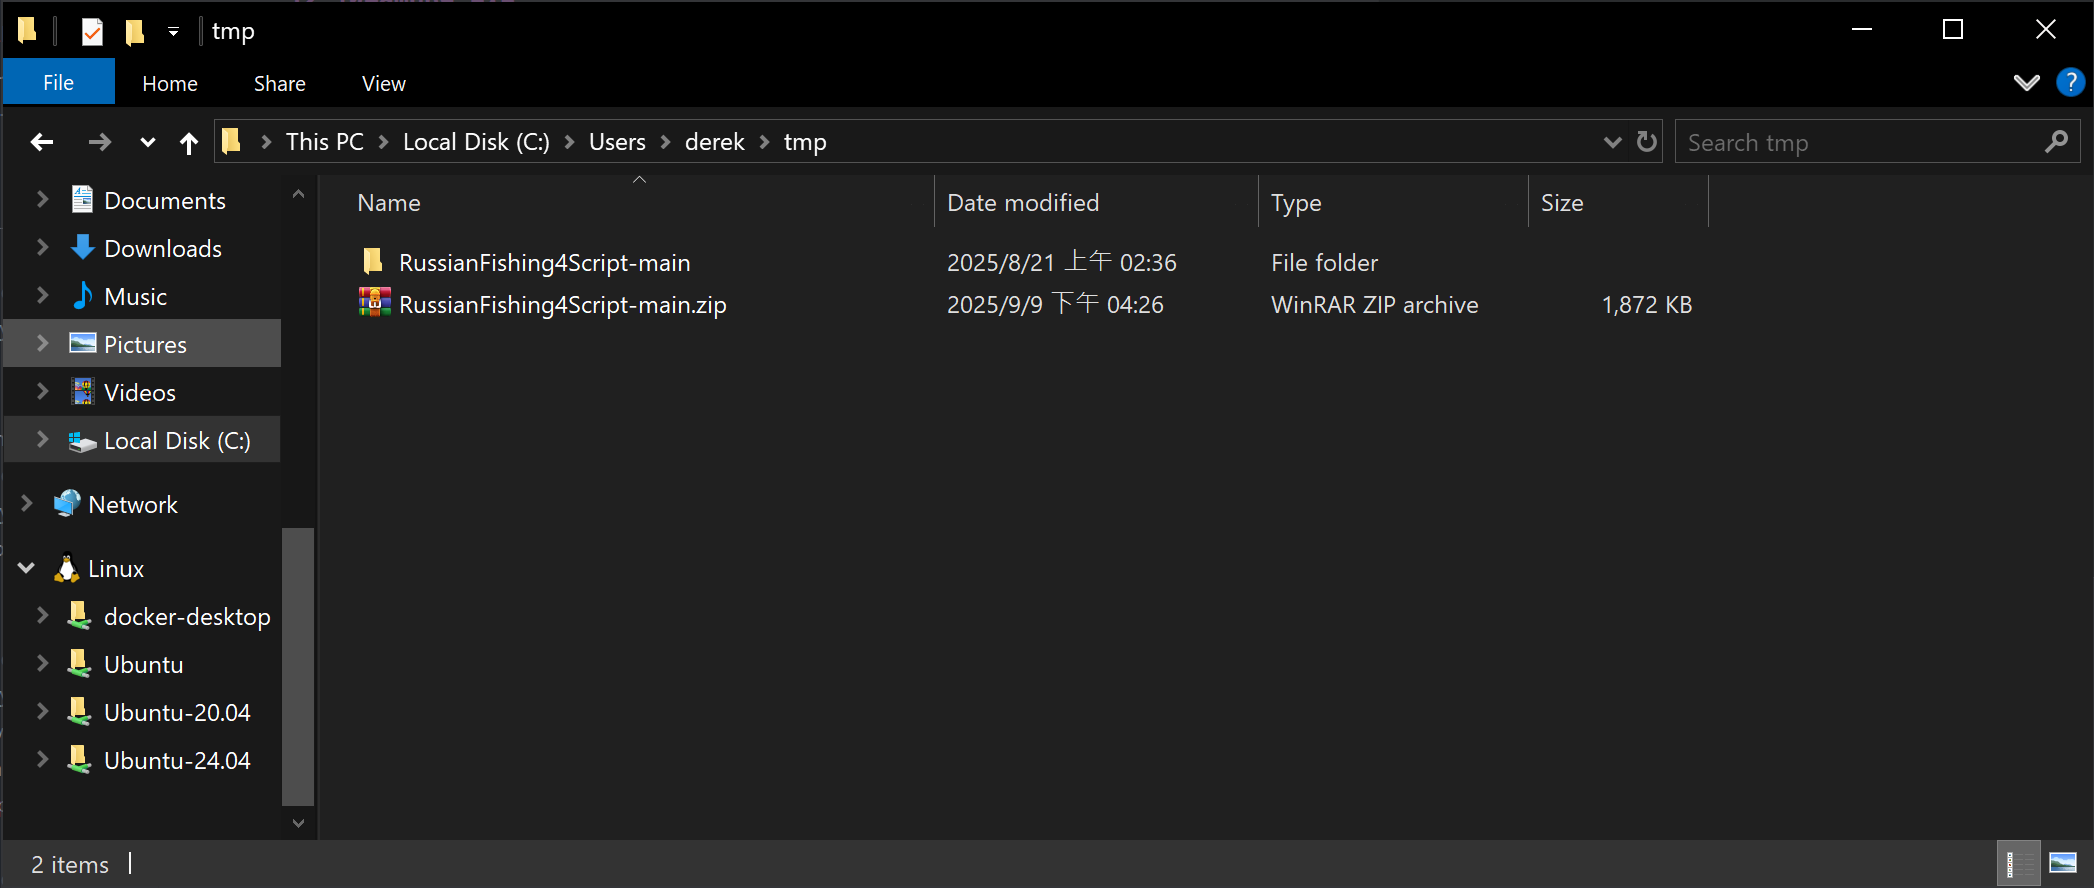 tmp
File Home Share View
This PC Local Disk (C:) Users derek tmp
Search tmp
Documents
Downloads
Music
Pictures
Videos
Local Disk (C:)
Network
Linux
docker-desktop
Ubuntu
Ubuntu-20.04
Ubuntu-24.04
Name Date modified Type Size
RussianFishing4Script-main 2025/8/21 上午 02:36 File folder
RussianFishing4Script-main.zip 2025/9/9 下午 04:26 WinRAR ZIP archive 1,872 KB
2 items